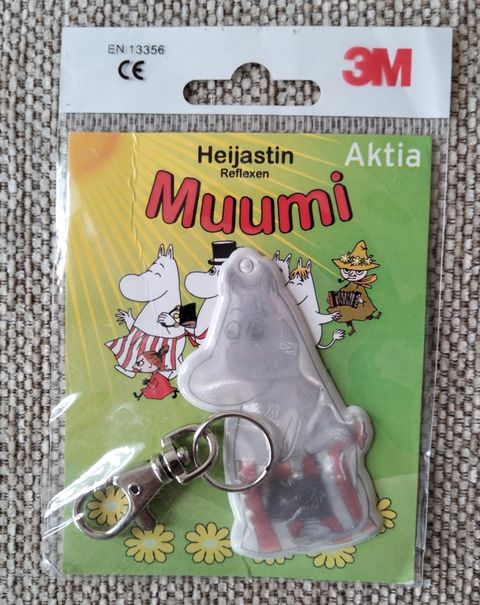 EN 13356
CE
3M
Heijastin
Aktia
Reflexen
Muumi